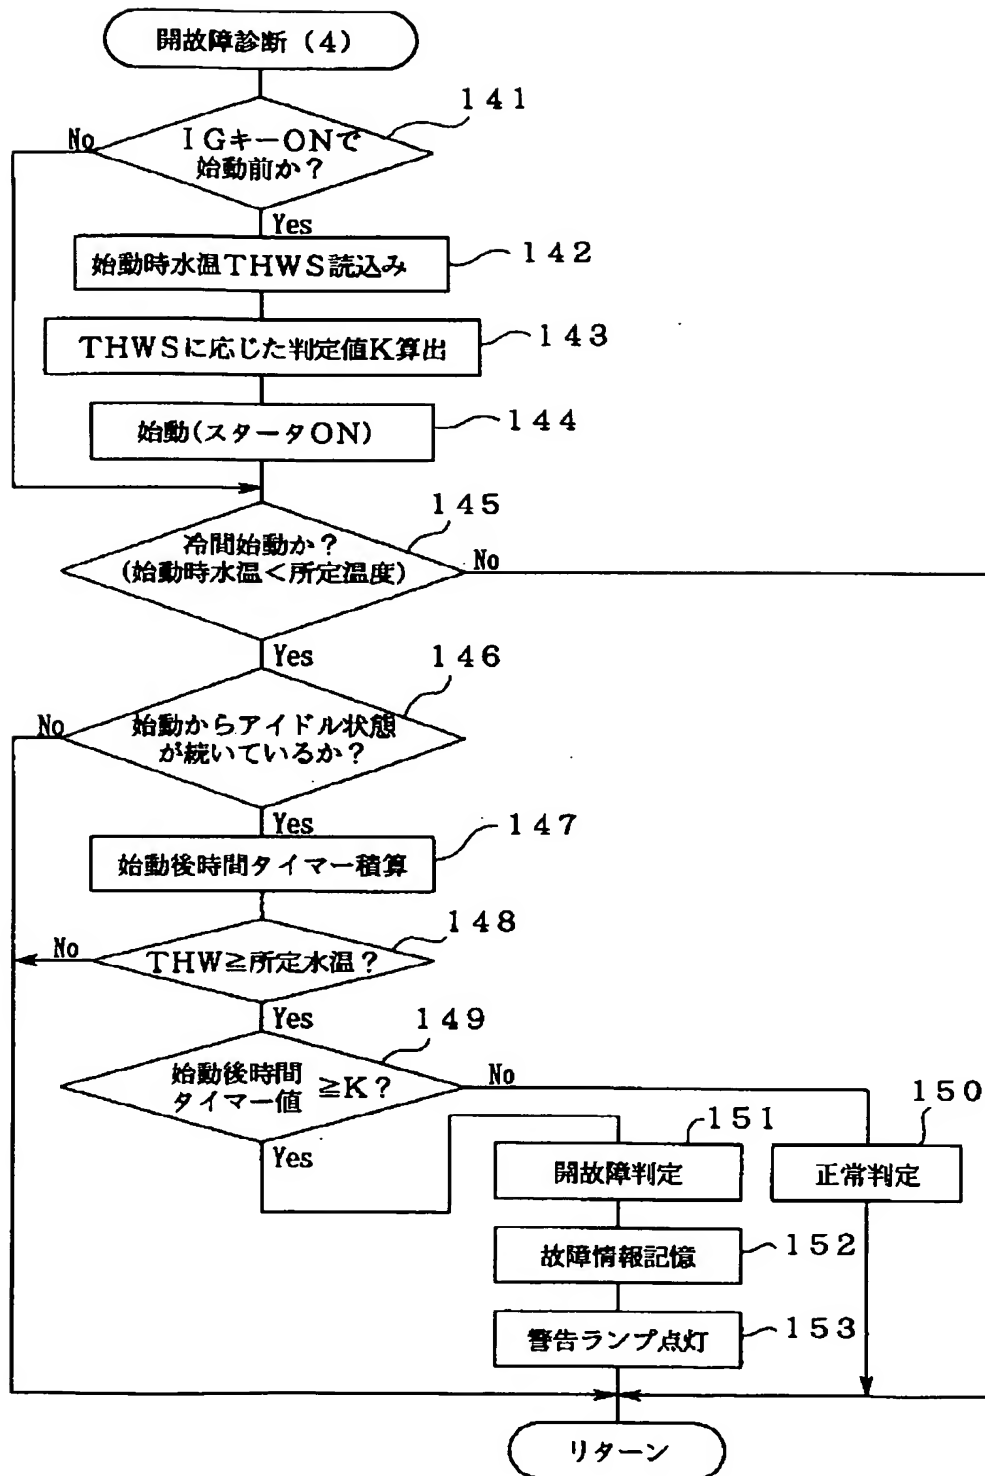 開故障診断（4）
141
No
IGキーONで
始動前か？
Yes
始動時水温THWS読込み
142
THWSに応じた判定値K算出
143
始動(スタータON)
144
145
冷間始動か？
(始動時水温＜所定温度)
No
Yes
146
No
始動からアイドル状態
が続いているか？
Yes
147
始動後時間タイマー積算
148
No
THW≧所定水温？
Yes
149
始動後時間
タイマー値 ≧K？
No
Yes
151
150
開故障判定
正常判定
故障情報記憶
152
警告ランプ点灯
153
リターン